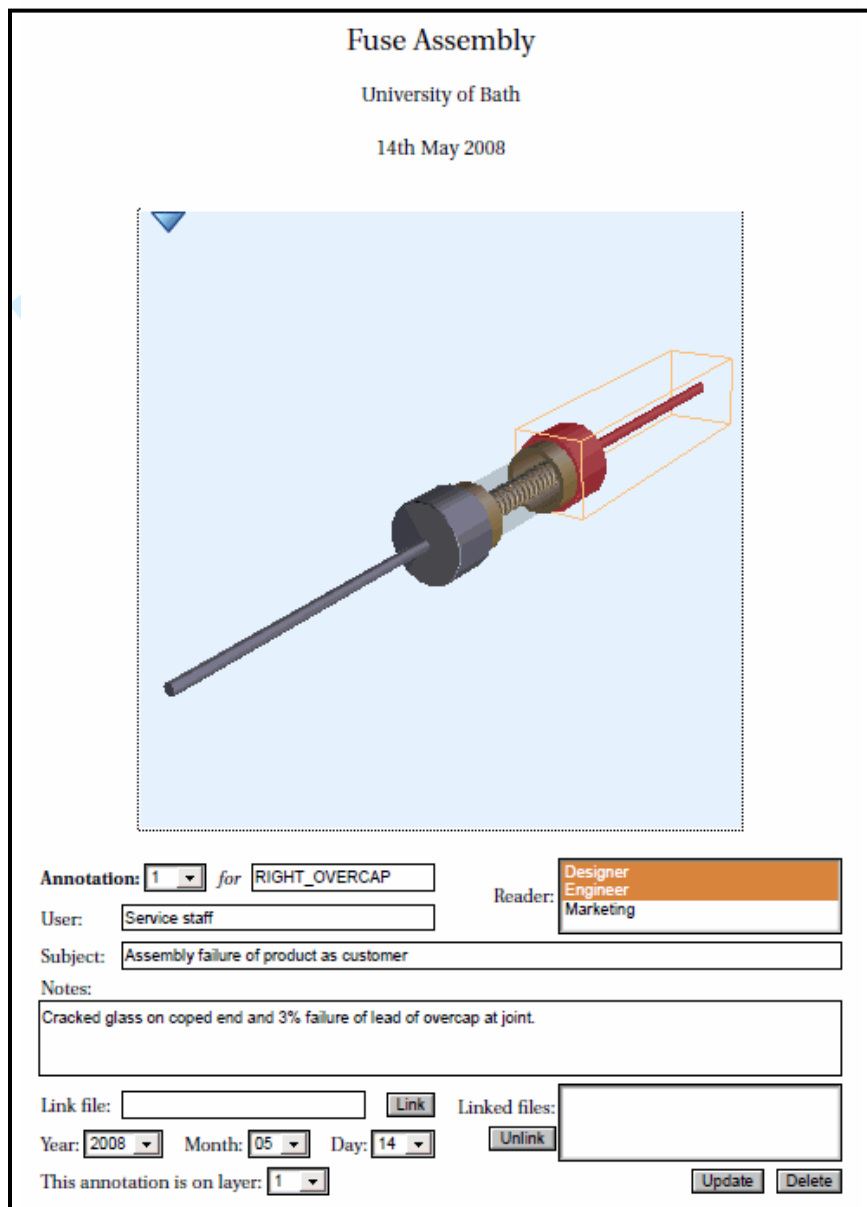 Fuse Assembly
University of Bath
14th May 2008
Annotation: 1 for RIGHT_OVERCAP
Reader: Designer
Engineer
Marketing
User: Service staff
Subject: Assembly failure of product as customer
Notes:
Cracked glass on coped end and 3% failure of lead of overcap at joint.
Link file: Link Linked files:
Year: 2008 Month: 05 Day: 14 Unlink
This annotation is on layer: 1 Update Delete